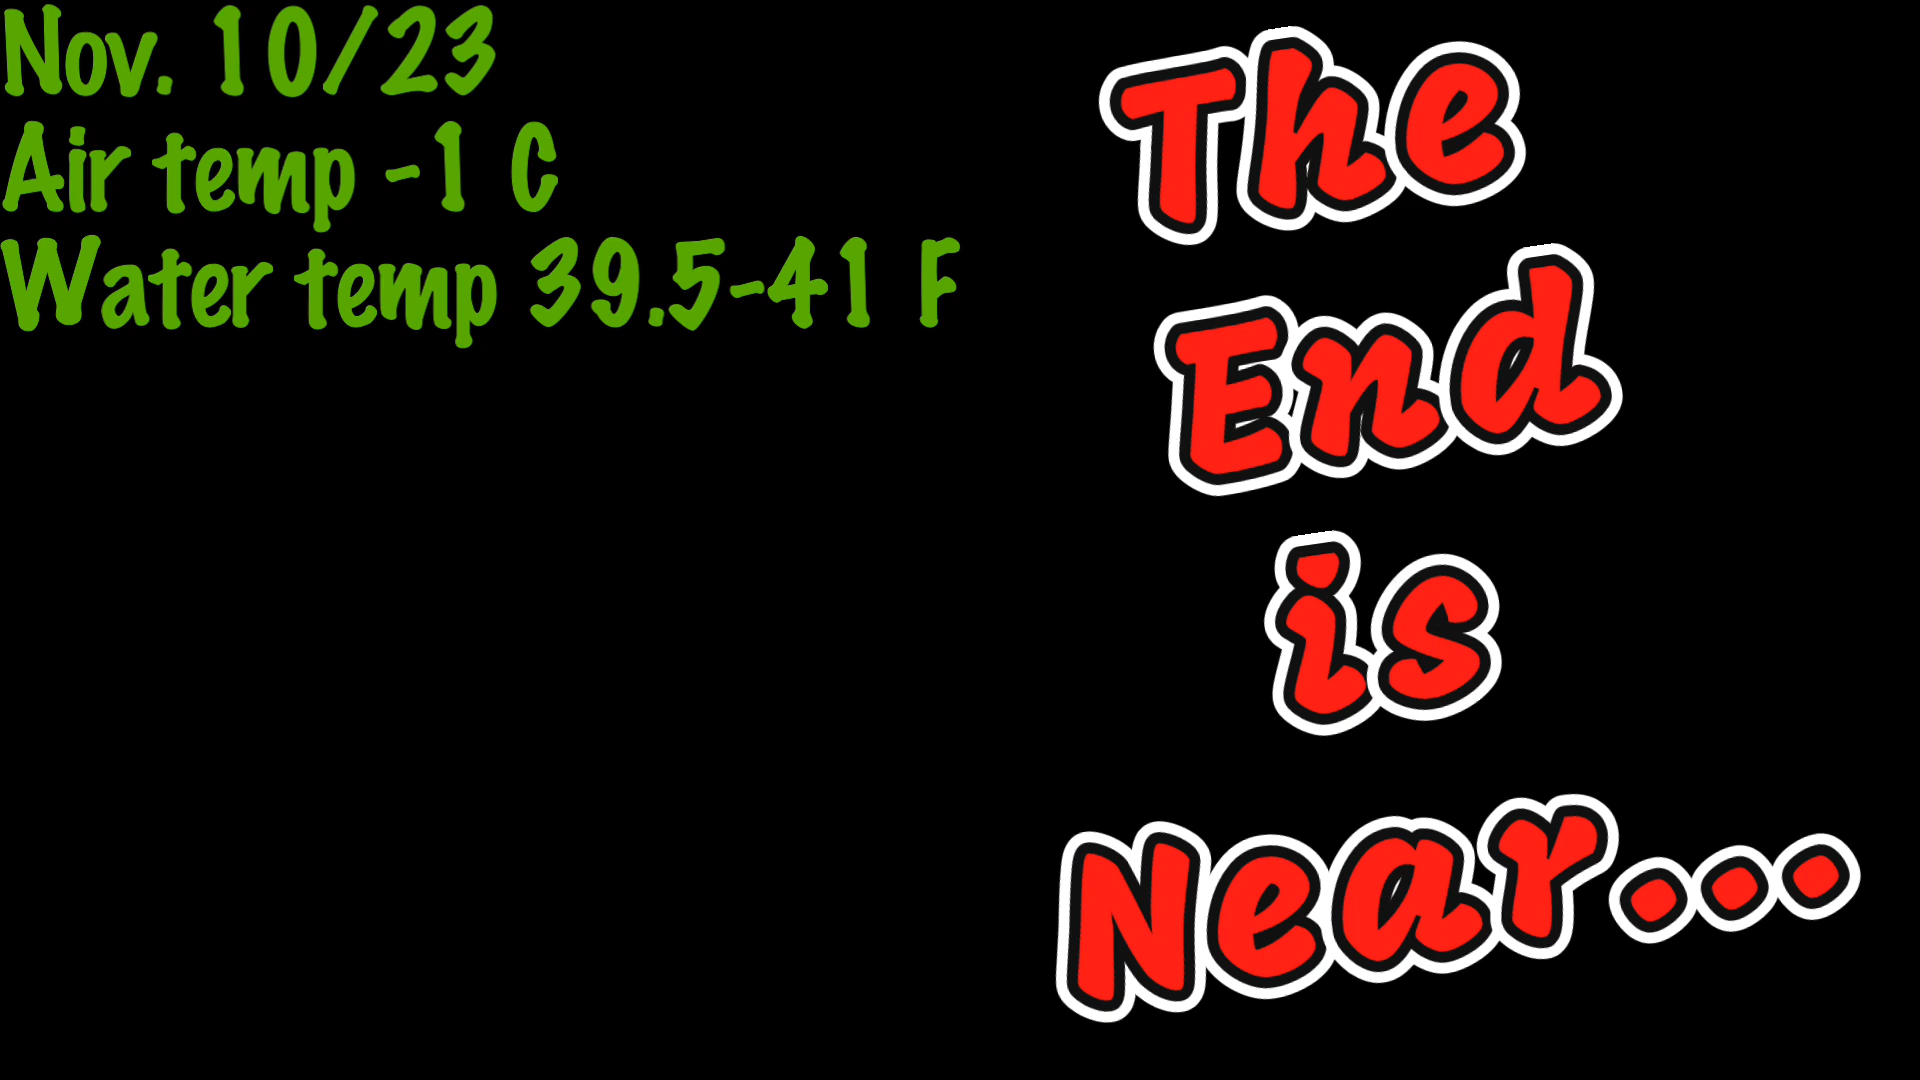 Nov. 10/23
Air temp -1 C
Water temp 39.5-41 F
The
End
is
Near...